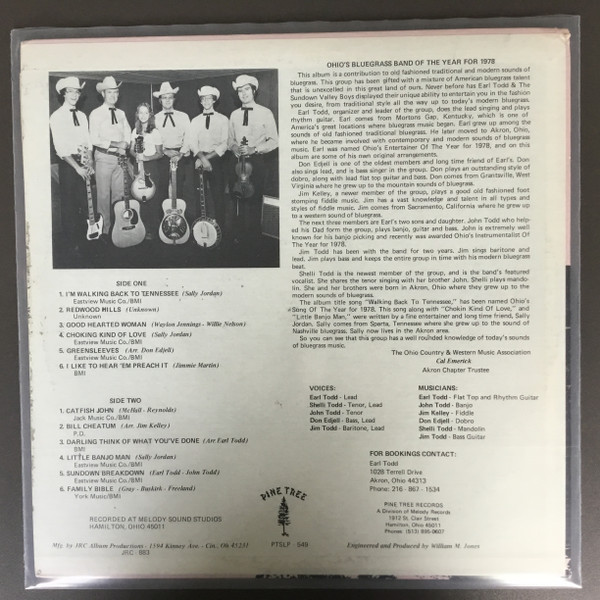 OHIO'S BLUEGRASS BAND OF THE YEAR FOR 1978
This album is a contribution to old fashioned traditional and modern sounds of
bluegrass. This group has been gifted with a mixture of American bluegrass talent
that is unexcelled in this great land of ours. Never before has Earl Todd & The
Sundown Valley Boys displayed their unique ability to entertain you in the fashion
you desire, from traditional style all the way up to today's modern bluegrass.
Earl Todd, organizer and leader of the group, does the lead singing and plays
rhythm guitar. Earl comes from Mortons Gap, Kentucky, which is one of
America's great locations where bluegrass music began. Earl grew up among the
sounds of old fashioned traditional bluegrass. He later moved to Akron, Ohio,
where he became involved with contemporary and modern sounds of bluegrass
music. Earl was named Ohio's Entertainer Of The Year for 1978, and on this
album are some of his own original arrangements.
Don Edjell is one of the oldest members and long time friend of Earl's. Don
also sings lead, and is bass singer in the group. Don plays an outstanding style of
dobro, along with lead flat top guitar and bass. Don comes from Grantsville, West
Virginia where he grew up to the mountain sounds of bluegrass.
Jim Kelley, a newer member of the group, plays a good old fashioned foot
stomping fiddle music. Jim has a vast knowledge and talent in all types and
styles of fiddle music. Jim comes from Sacramento, California where he grew up
to a western sound of bluegrass.
The next three members are Earl's two sons and daughter. John Todd who help-
ed his Dad form the group, plays banjo, guitar and bass. John is extremely well
known for his banjo picking and recently was awarded Ohio's Instrumentalist Of
The Year for 1978.
Jim Todd has been with the band for two years. Jim sings baritone and
lead. Jim plays bass and keeps the entire group in time with his modern bluegrass
beat.
Shelli Todd is the newest member of the group, and is the band's featured
vocalist. She shares the tenor singing with her brother John. Shelli plays mandol-
in. She and her brothers were born in Akron, Ohio where they grew up to the
modern sounds of bluegrass.
The album title song "Walking Back To Tennessee," has been named Ohio's
Song Of The Year for 1978. This song along with "Chokin Kind Of Love," and
"Little Banjo Man," were written by a fine entertainer and long time friend, Sally
Jordan. Sally comes from Sparta, Tennessee where she grew up to the sound of
Nashville bluegrass. Sally now lives in the Akron area.
So you can see that this group has a well rounded knowledge of today's sounds
of bluegrass music.
The Ohio Country & Western Music Association
Cal Emerick
Akron Chapter Trustee
SIDE ONE
1. I'M WALKING BACK TO TENNESSEE (Sally Jordan)
Eastview Music Co./BMI
2. REDWOOD MILLS (Unknown)
Unknown
3. GOOD HEARTED WOMAN (Waylon Jennings - Willie Nelson)
4. CHOKING KIND OF LOVE (Sally Jordan)
Eastview Music Co./BMI
5. GREENSLEEVES (Arr. Don Edjell)
Eastview Music Co./BMI
6. I LIKE TO HEAR 'EM PREACH IT (Jimmie Martin)
BMI
SIDE TWO
1. CATFISH JOHN (McHall - Reynolds)
Jack Music Co./BMI
2. BILL CHEATUM (Arr. Jim Kelley)
P.D.
3. DARLING THINK OF WHAT YOU'VE DONE (Arr. Earl Todd)
BMI
4. LITTLE BANJO MAN (Sally Jordan)
Eastview Music Co./BMI
5. SUNDOWN BREAKDOWN (Earl Todd - John Todd)
Eastview Music Co./BMI
6. FAMILY BIBLE (Gray - Buskirk - Freeland)
York Music/BMI
VOICES:
Earl Todd - Lead
Shelli Todd - Tenor, Lead
John Todd - Tenor
Don Edjell - Bass, Lead
Jim Todd - Baritone, Lead
MUSICIANS:
Earl Todd - Flat Top and Rhythm Guitar
John Todd - Banjo
Jim Kelley - Fiddle
Don Edjell - Dobro
Shelli Todd - Mandolin
Jim Todd - Bass Guitar
FOR BOOKINGS CONTACT:
Earl Todd
1028 Terrell Drive
Akron, Ohio 44313
Phone: 216 - 867 - 1534
PINE TREE RECORDS
A Division of Melody Records
1912 St. Clair Street
Hamilton, Ohio 45011
Phone: (513) 895-0607
RECORDED AT MELODY SOUND STUDIOS
HAMILTON, OHIO 45011
PINE TREE
PTSLP 549
Mfg. by JRC Album Productions - 1594 Kinney Ave. - Cin., Oh 45231
JRC - 883
Engineered and Produced by William M. Jones